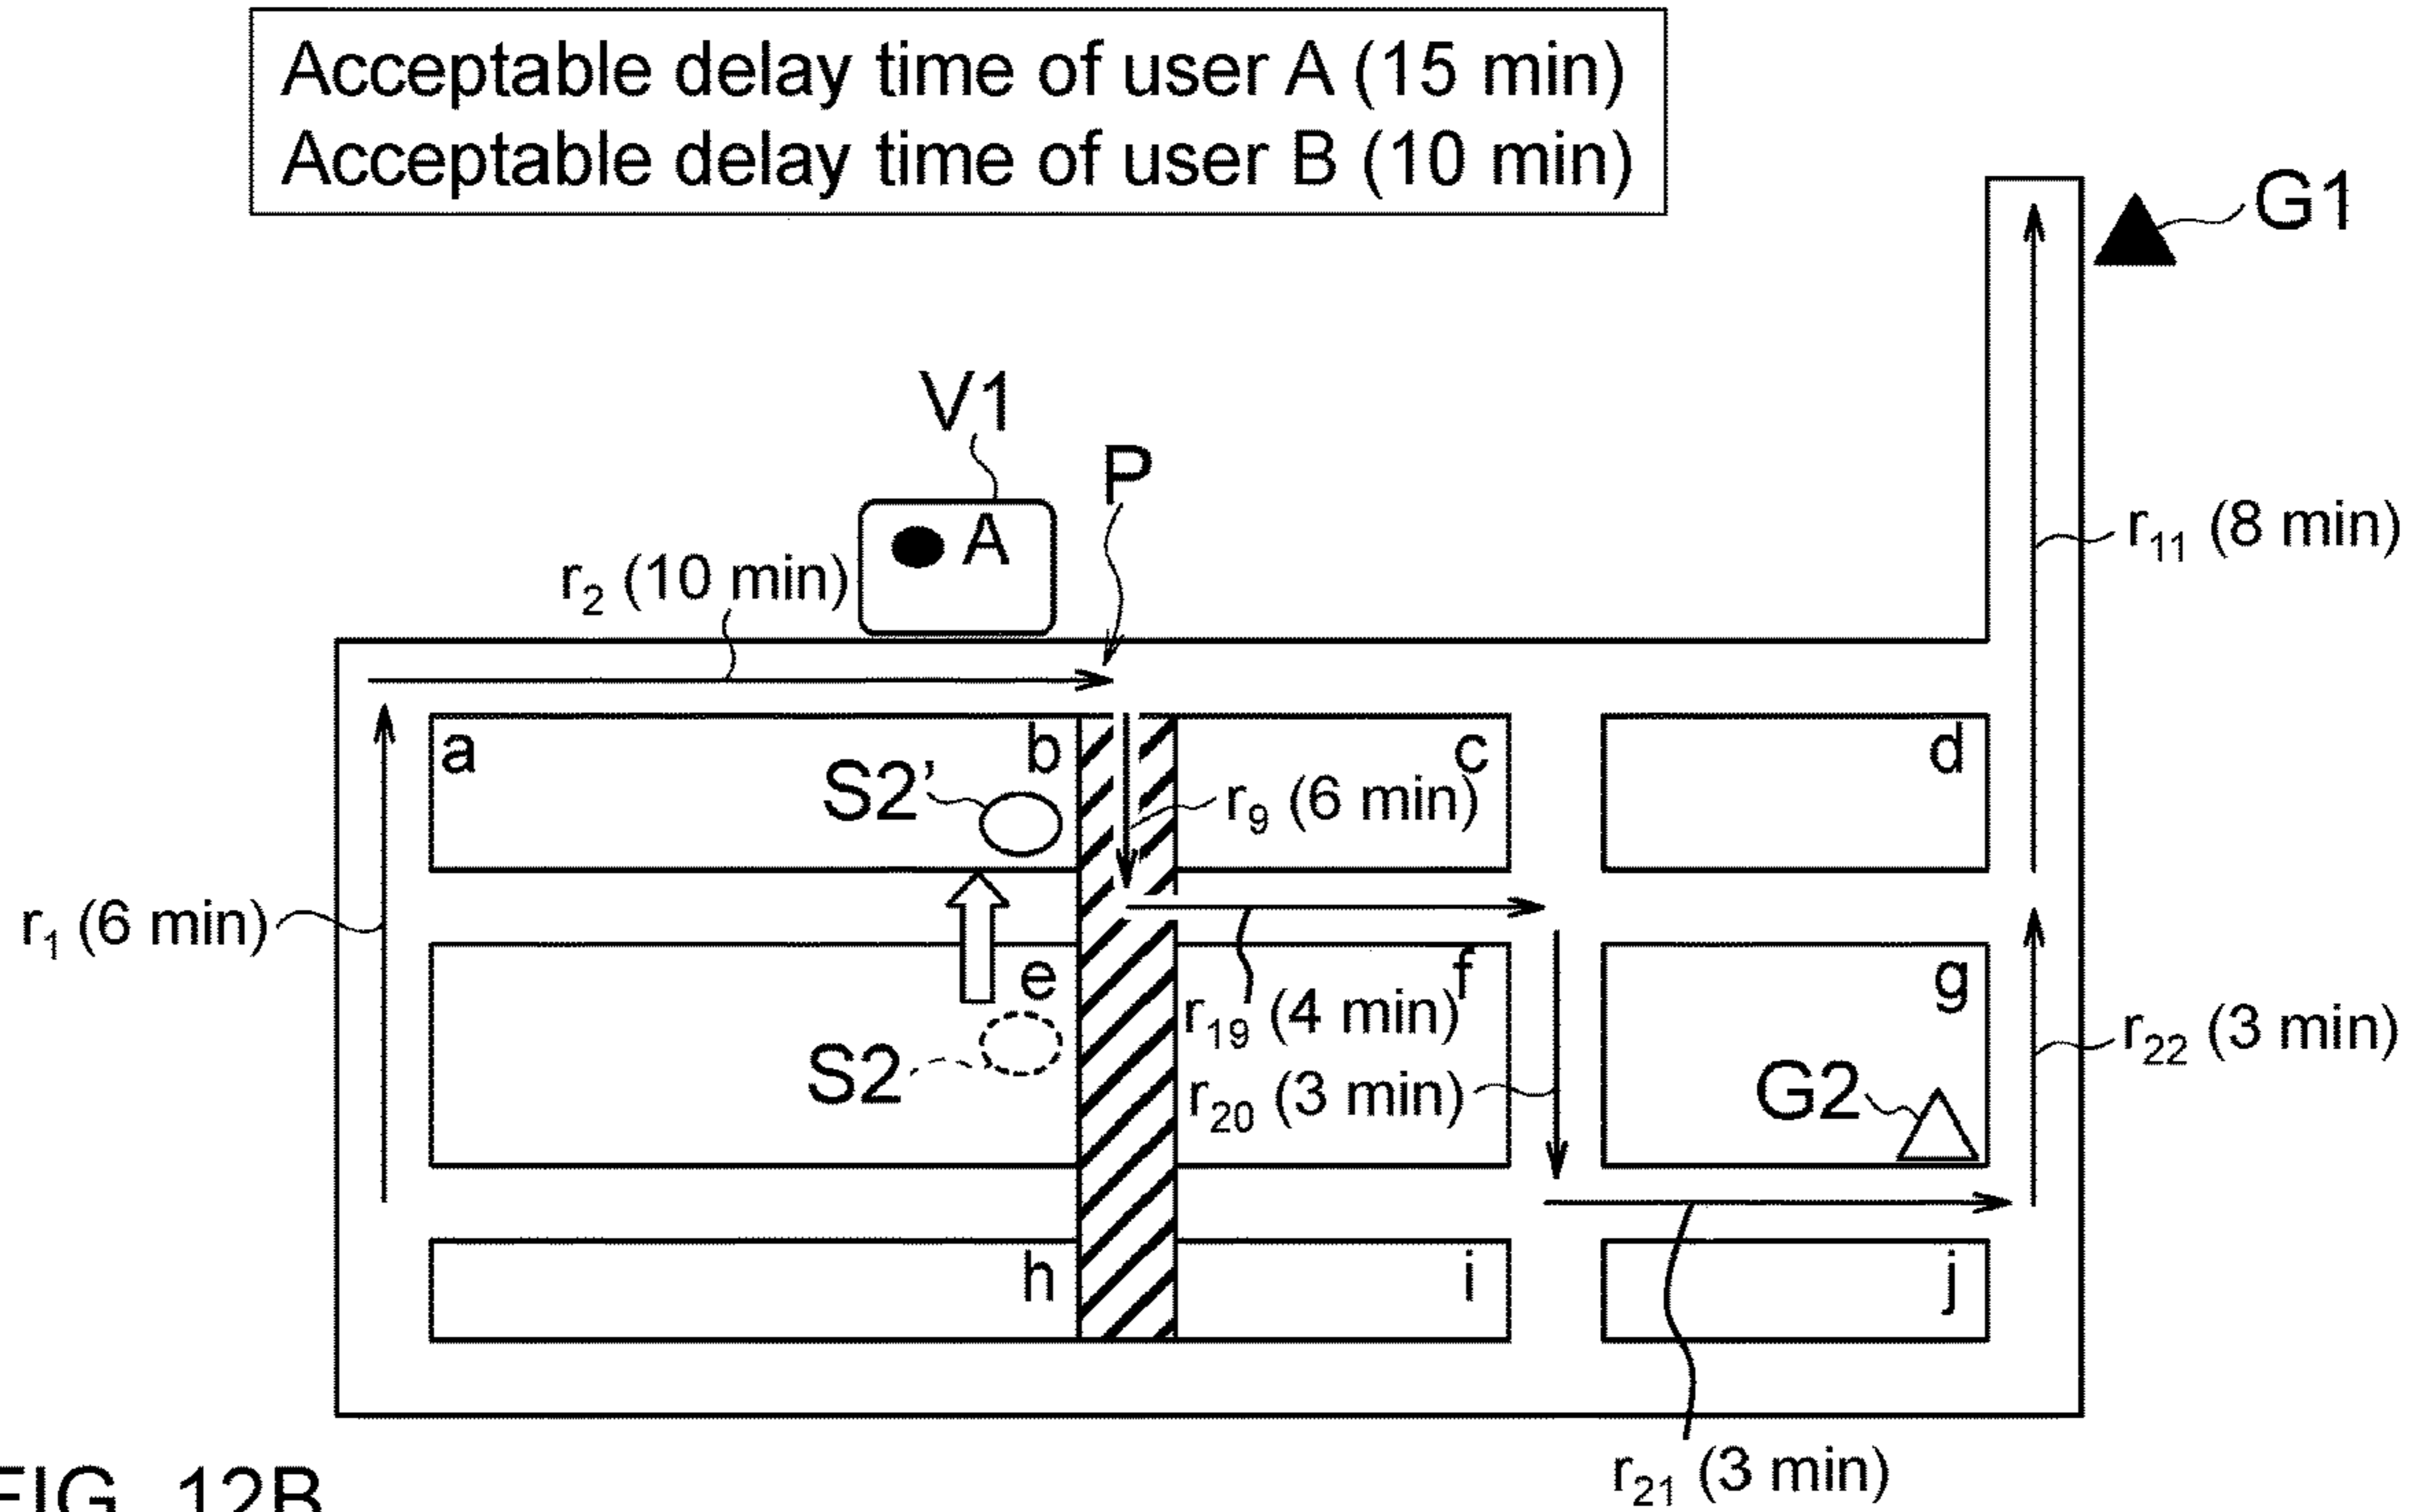 Acceptable delay time of user A (15 min)
Acceptable delay time of user B (10 min)
G1
V1
P
A
r2 (10 min)
r11 (8 min)
a
b
c
d
S2’
r9 (6 min)
r1 (6 min)
e
f
g
r19 (4 min)
r22 (3 min)
S2
r20 (3 min)
G2
h
i
j
r21 (3 min)
FIG. 12B